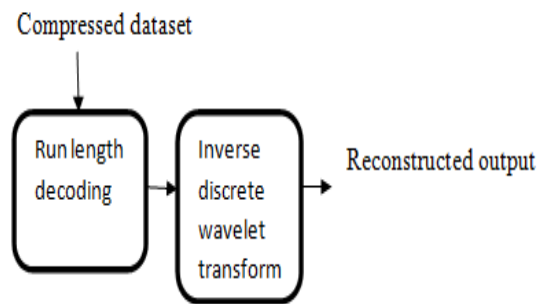 Compressed dataset
Run length
decoding
Inverse
discrete
wavelet
transform
Reconstructed output